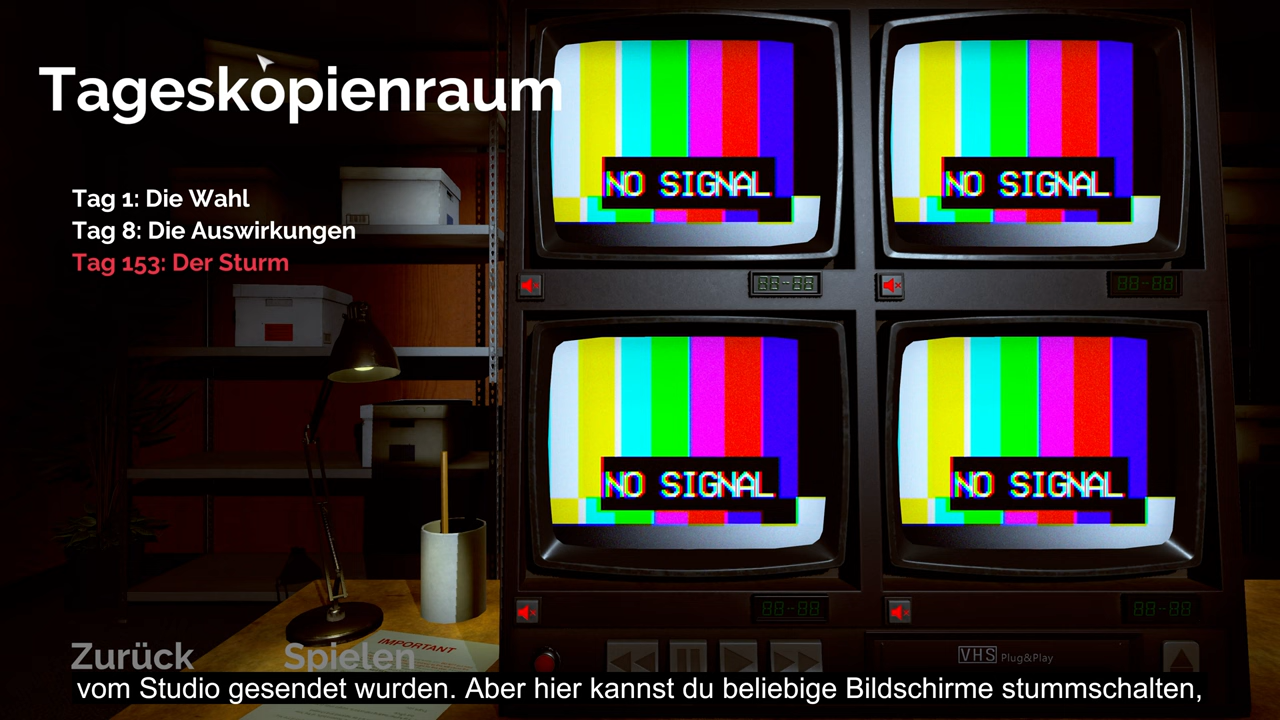 Tageskopienraum
Tag 1: Die Wahl
Tag 8: Die Auswirkungen
Tag 153: Der Sturm
NO SIGNAL
NO SIGNAL
NO SIGNAL
NO SIGNAL
IMPORTANT
Zurück
Spielen
VHS Plug&Play
vom Studio gesendet wurden. Aber hier kannst du beliebige Bildschirme stummschalten,